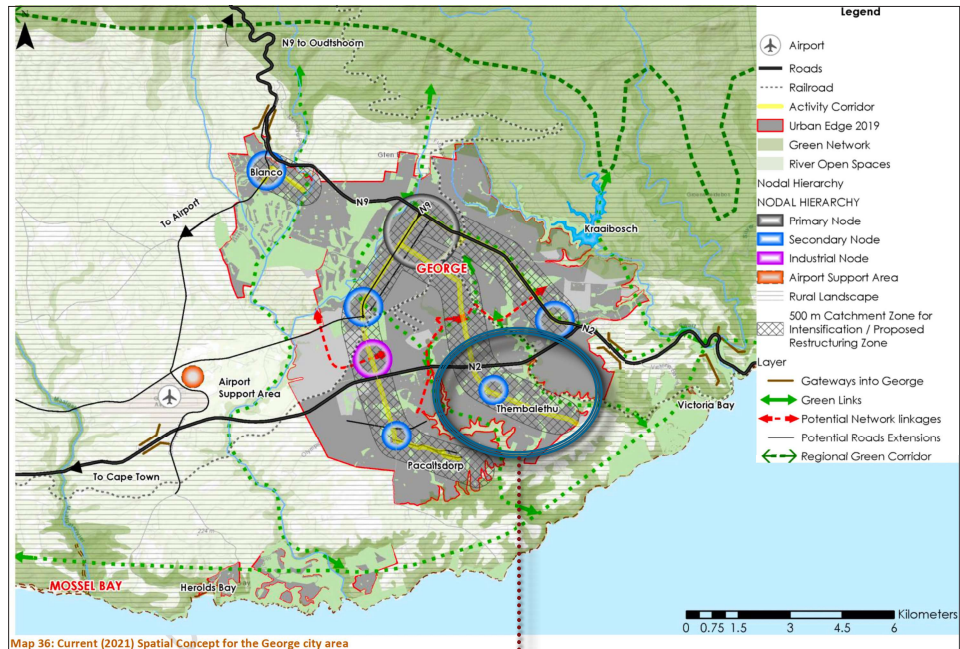 Legend
Airport
Roads
Railroad
Activity Corridor
Urban Edge 2019
Green Network
River Open Spaces
Nodal Hierarchy
NODAL HIERARCHY
Primary Node
Secondary Node
Industrial Node
Airport Support Area
Rural Landscape
500 m Catchment Zone for
Intensification / Proposed
Restructuring Zone
Layer
Gateways into George
Green Links
Potential Network linkages
Potential Roads Extensions
Regional Green Corridor
N9 to Oudtshoorn
Blanco
Glen
To Airport
N9
N9
Kraaibosch
GEORGE
N2
N2
Airport
Support Area
Thembalethu
Victoria Bay
Pacaltsdorp
To Cape Town
224 m
MOSSEL BAY
Herolds Bay
Kilometers
0 0.75 1.5 3 4.5 6
Map 36: Current (2021) Spatial Concept for the George city area